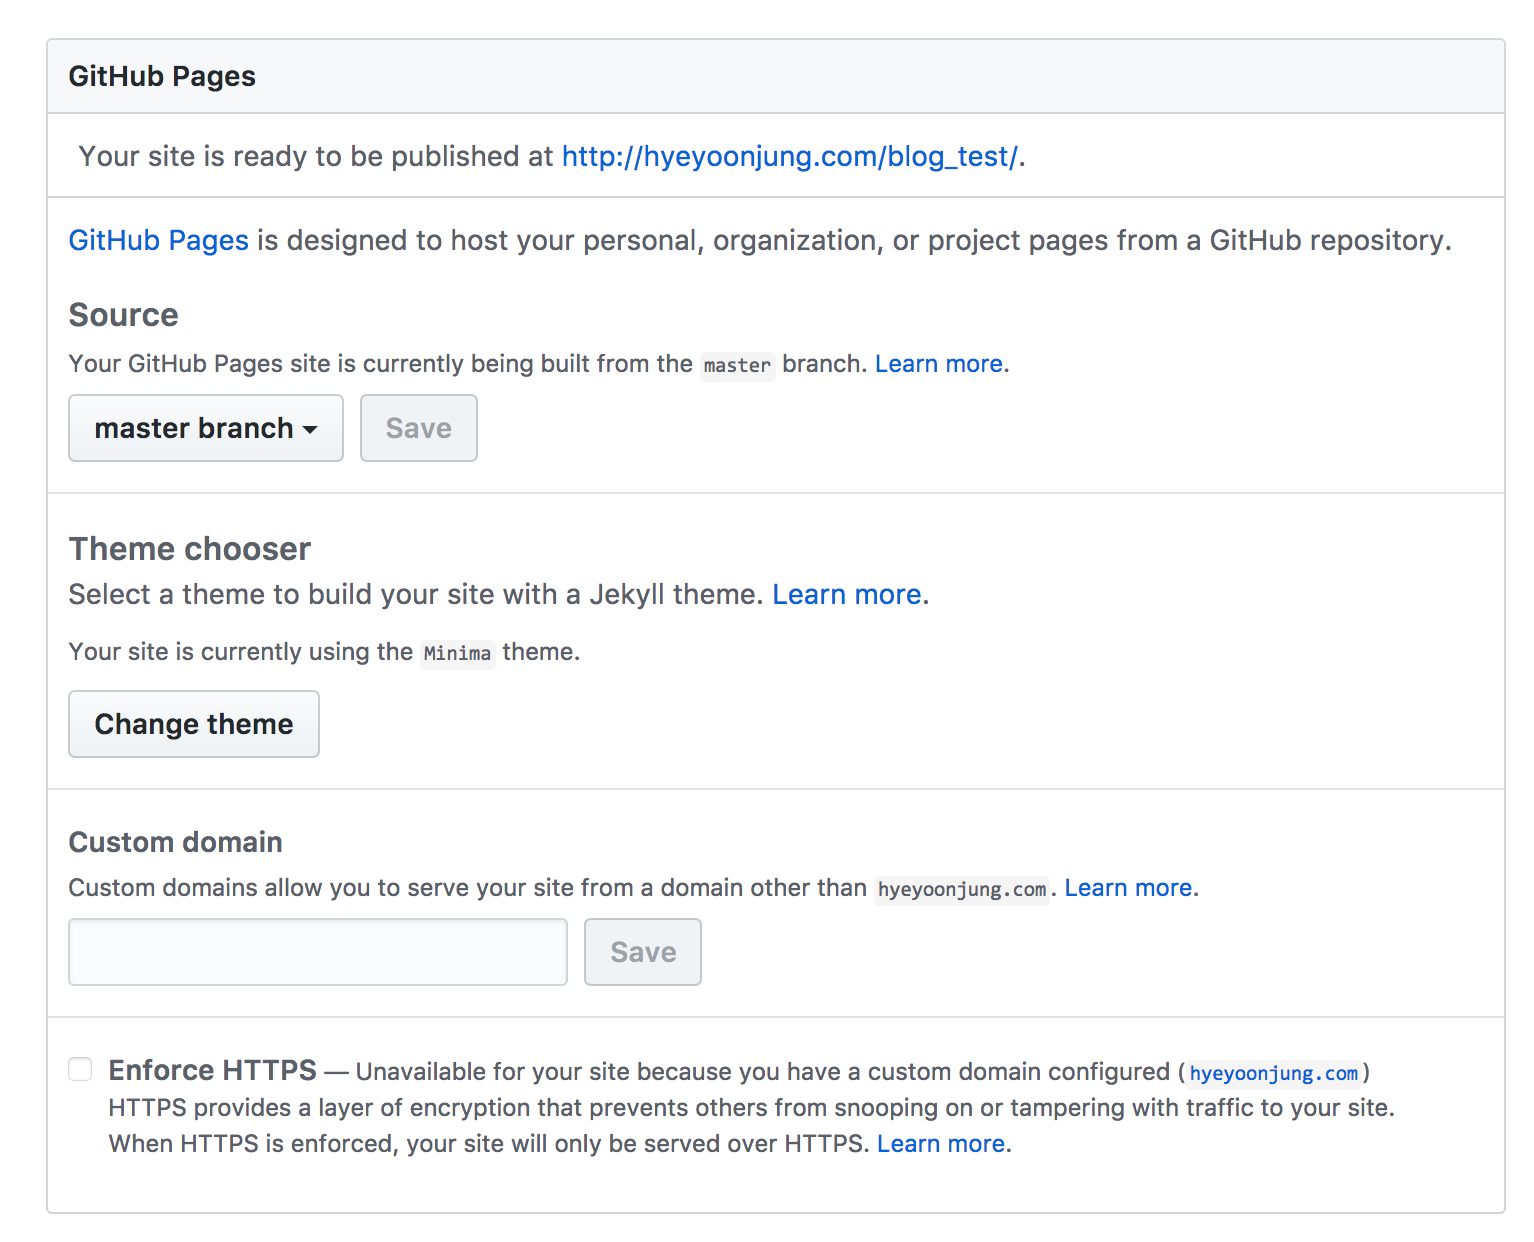 GitHub Pages
Your site is ready to be published at http://hyeyoonjung.com/blog_test/.
GitHub Pages is designed to host your personal, organization, or project pages from a GitHub repository.
Source
Your GitHub Pages site is currently being built from the master branch. Learn more.
master branch Save
Theme chooser
Select a theme to build your site with a Jekyll theme. Learn more.
Your site is currently using the Minima theme.
Change theme
Custom domain
Custom domains allow you to serve your site from a domain other than hyeyoonjung.com. Learn more.
Save
Enforce HTTPS — Unavailable for your site because you have a custom domain configured (hyeyoonjung.com)
HTTPS provides a layer of encryption that prevents others from snooping on or tampering with traffic to your site.
When HTTPS is enforced, your site will only be served over HTTPS. Learn more.